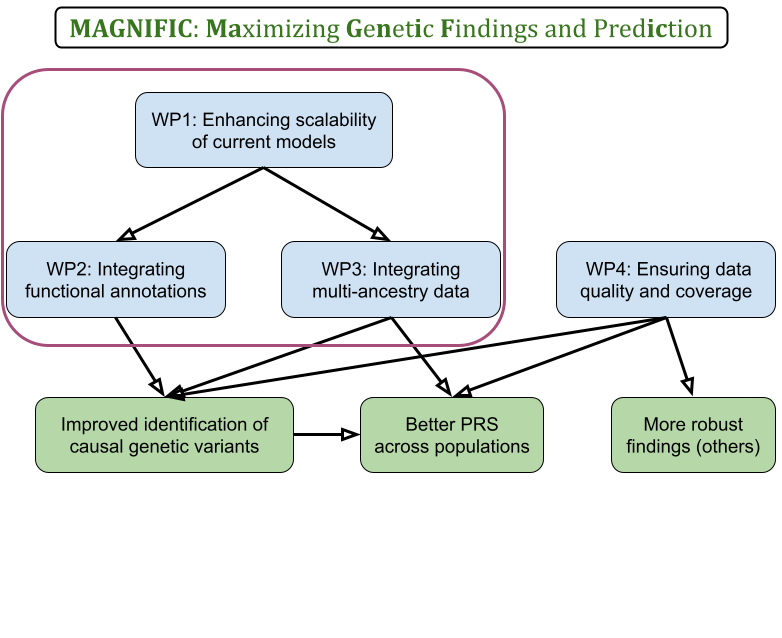 MAGNIFIC: Maximizing Genetic Findings and Prediction
WP1: Enhancing scalability
of current models
WP2: Integrating
functional annotations
WP3: Integrating
multi-ancestry data
WP4: Ensuring data
quality and coverage
Improved identification of
causal genetic variants
Better PRS
across populations
More robust
findings (others)